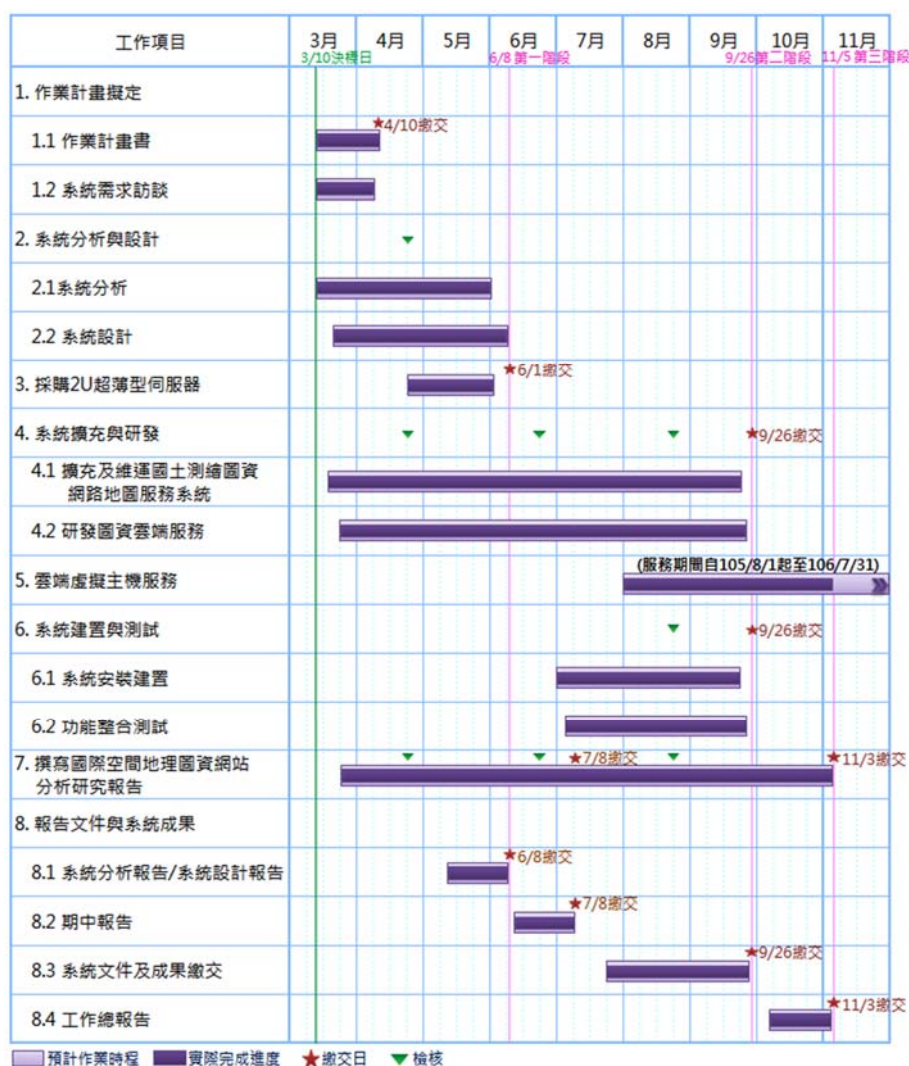 工作項目 3月 4月 5月 6月 7月 8月 9月 10月 11月
3/10決標日 6/8 第一階段 9/26第二階段 11/5 第三階段
1. 作業計畫擬定
★4/10繳交
1.1 作業計畫書
1.2 系統需求訪談
2. 系統分析與設計
2.1系統分析
2.2 系統設計
3. 採購2U超薄型伺服器 ★6/1繳交
4. 系統擴充與研發 ★9/26繳交
4.1 擴充及維運國土測繪圖資
網路地圖服務系統
4.2 研發圖資雲端服務
(服務期間自105/8/1起至106/7/31)
5. 雲端虛擬主機服務
6. 系統建置與測試 ★9/26繳交
6.1 系統安裝建置
6.2 功能整合測試
7. 撰寫國際空間地理圖資網站 ★7/8繳交 ★11/3繳交
分析研究報告
8. 報告文件與系統成果
★6/8繳交
8.1 系統分析報告/系統設計報告
★7/8繳交
8.2 期中報告
★9/26繳交
8.3 系統文件及成果繳交
★11/3繳交
8.4 工作總報告
預計作業時程 實際完成進度 ★繳交日 ▼檢核